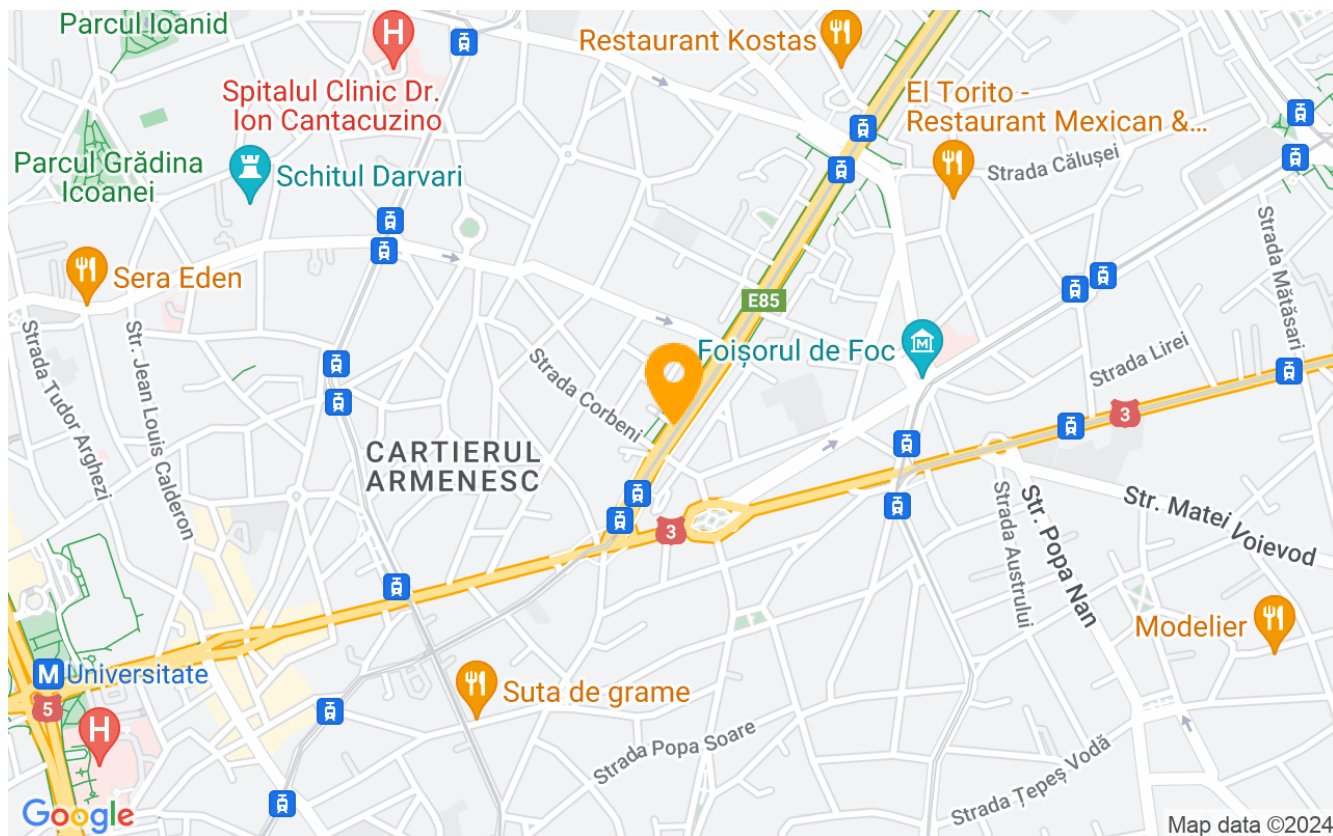 Parcul Ioanid
H
Spitalul Clinic Dr.
Ion Cantacuzino
Restaurant Kostas
El Torito -
Restaurant Mexican &...
Strada Călușei
Parcul Grădina
Icoanei
Schitul Darvari
Strada Mătăsari
Sera Eden
E85
Strada Tudor Arghezi
Str. Jean Louis Calderon
Strada Corbeni
Foisorul de Foc
M
Strada Lirei
3
CARTIERUL
ARMENESC
3
Str. Matei Voievod
Strada Austrului
Str. Popa Nan
Modelier
M
Universitate
5
H
Suta de grame
Strada Popa Soare
Strada Țepeș Vodă
Google
Map data ©2024